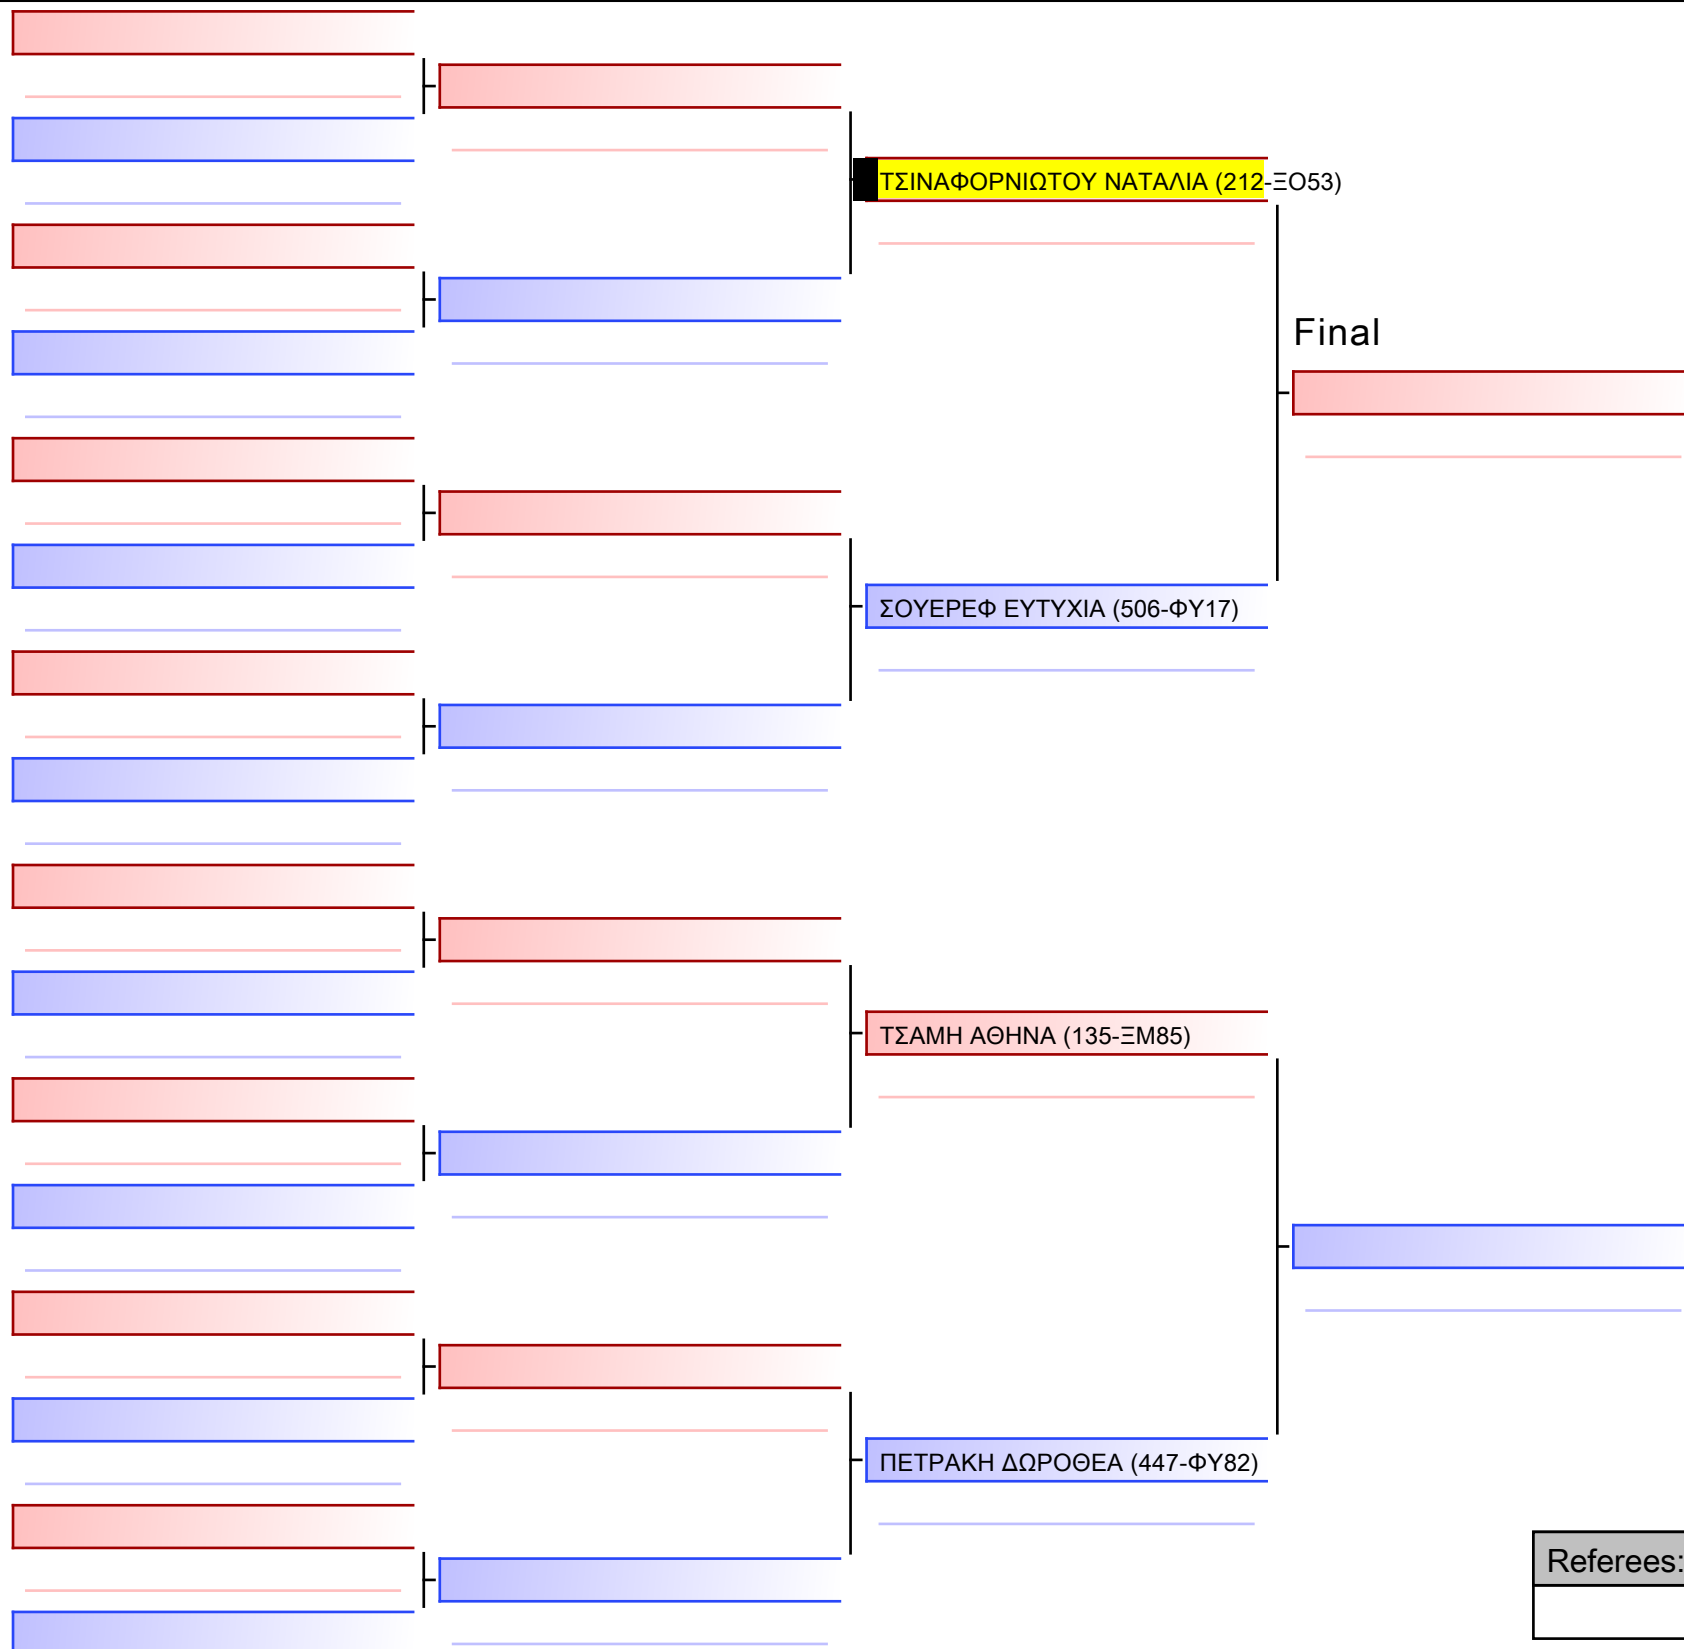 ΤΣΙΝΑΦΟΡΝΙΩΤΟΥ ΝΑΤΑΛΙΑ (212-ΞΟ53)
Final
ΣΟΥΕΡΕΦ ΕΥΤΥΧΙΑ (506-ΦΥ17)
ΤΣΑΜΗ ΑΘΗΝΑ (135-ΞΜ85)
ΠΕΤΡΑΚΗ ΔΩΡΟΘΕΑ (447-ΦΥ82)
Referees: